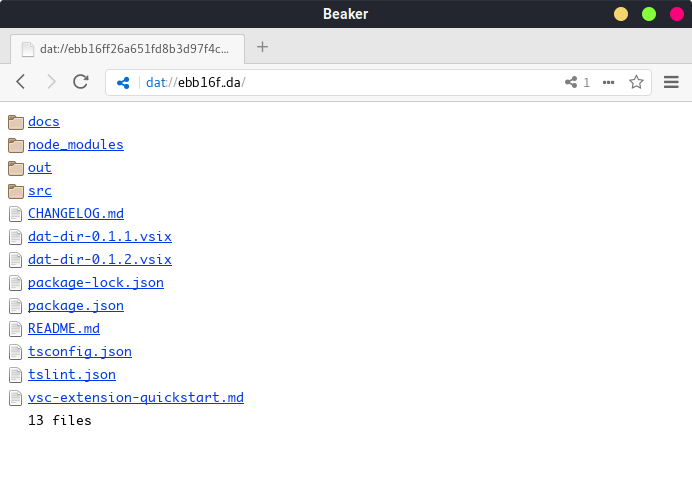 Beaker
dat://ebb16ff26a651fd8b3d97f4c...
dat://ebb16f..da/
1
docs
node_modules
out
src
CHANGELOG.md
dat-dir-0.1.1.vsix
dat-dir-0.1.2.vsix
package-lock.json
package.json
README.md
tsconfig.json
tslint.json
vsc-extension-quickstart.md
13 files